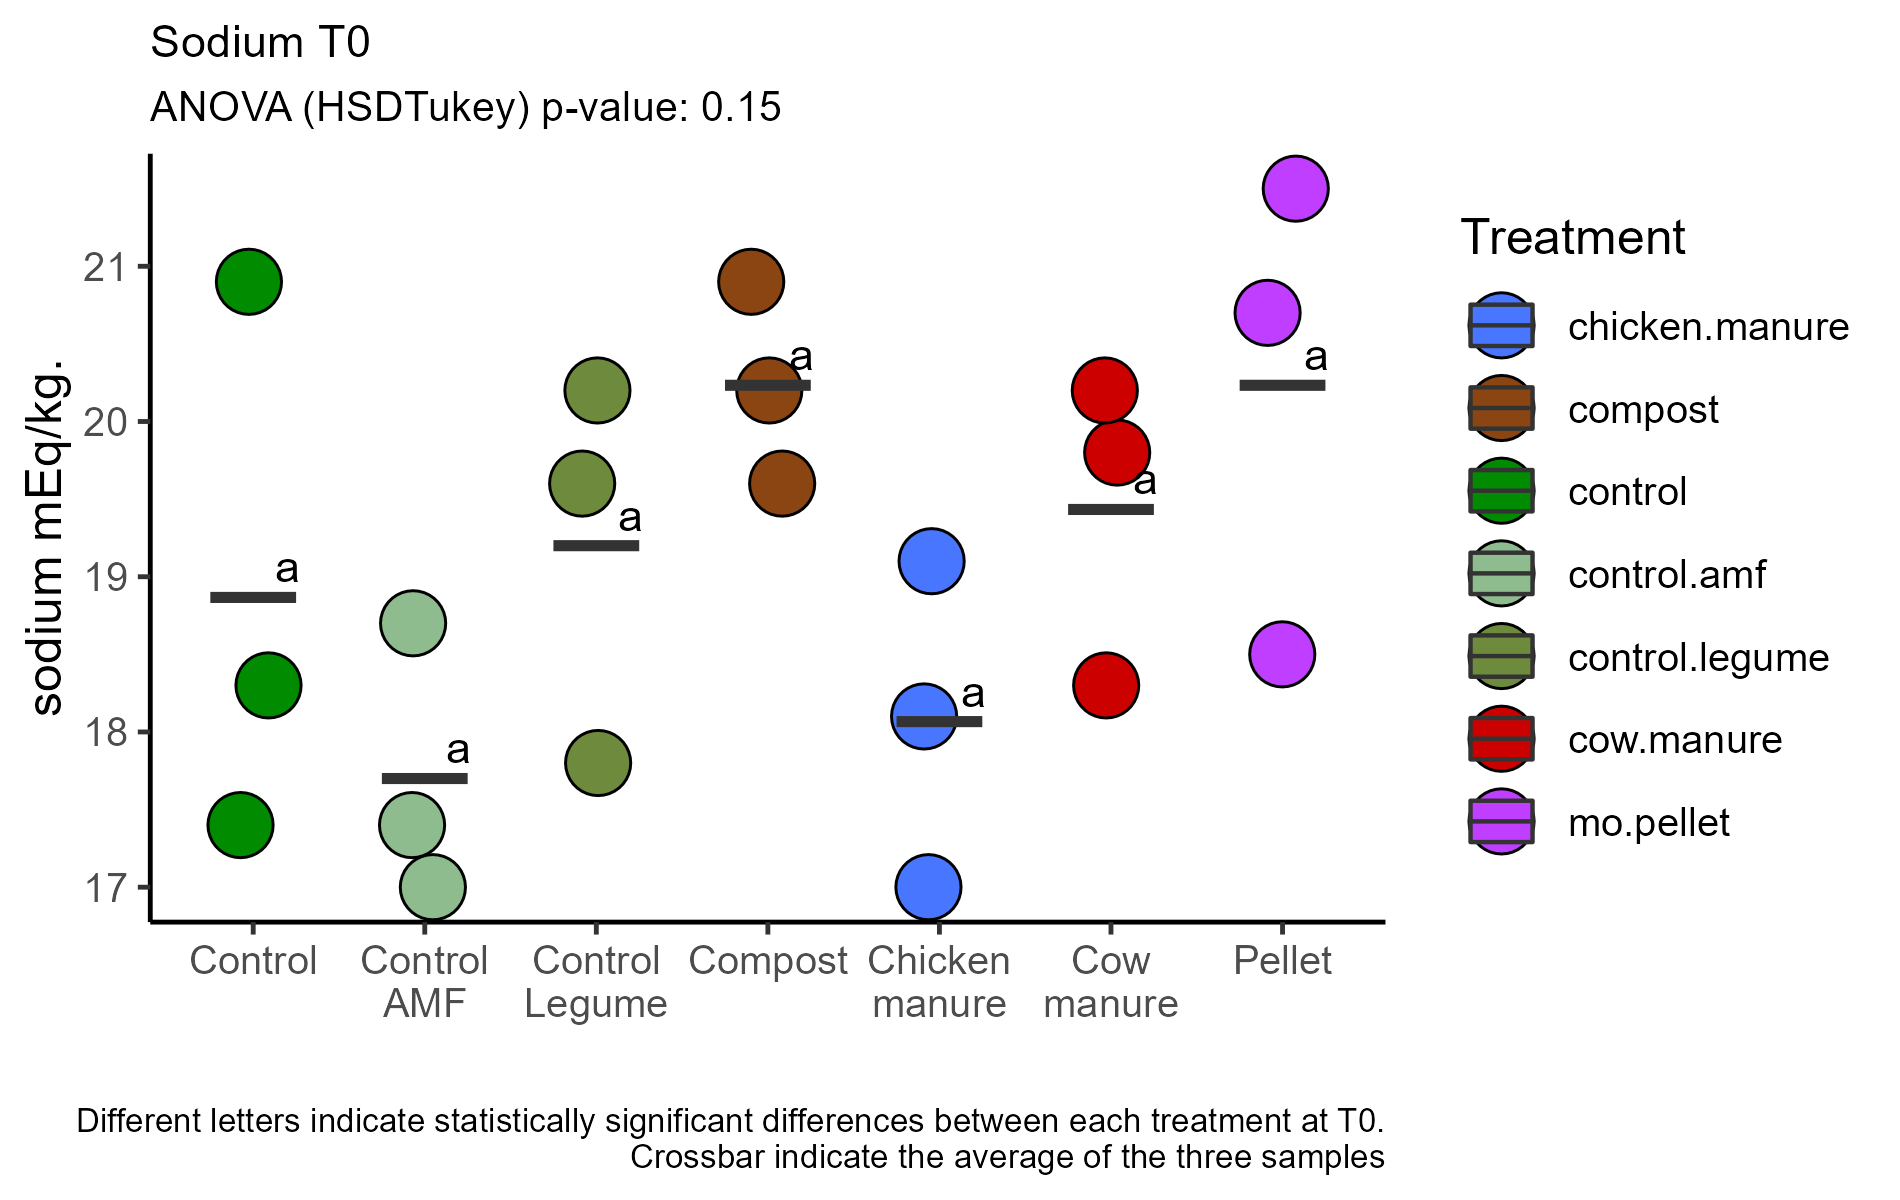 Sodium T0
ANOVA (HSDTukey) p-value: 0.15
sodium mEq/kg.
21
20
19
18
17
a
a
a
a
a
a
a
Control
Control
AMF
Control
Legume
Compost
Chicken
manure
Cow
manure
Pellet
Treatment
chicken.manure
compost
control
control.amf
control.legume
cow.manure
mo.pellet
Different letters indicate statistically significant differences between each treatment at T0.
Crossbar indicate the average of the three samples